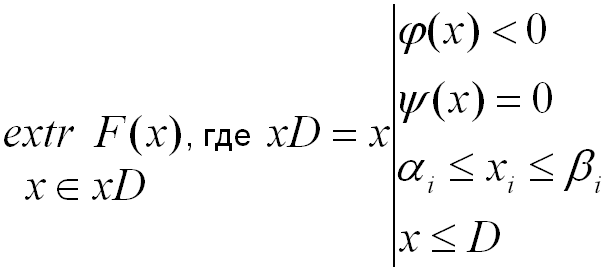 φ(x) < 0
ψ(x) = 0
extr F(x), где xD = x|
x ∈ xD
αᵢ ≤ xᵢ ≤ βᵢ
x ≤ D